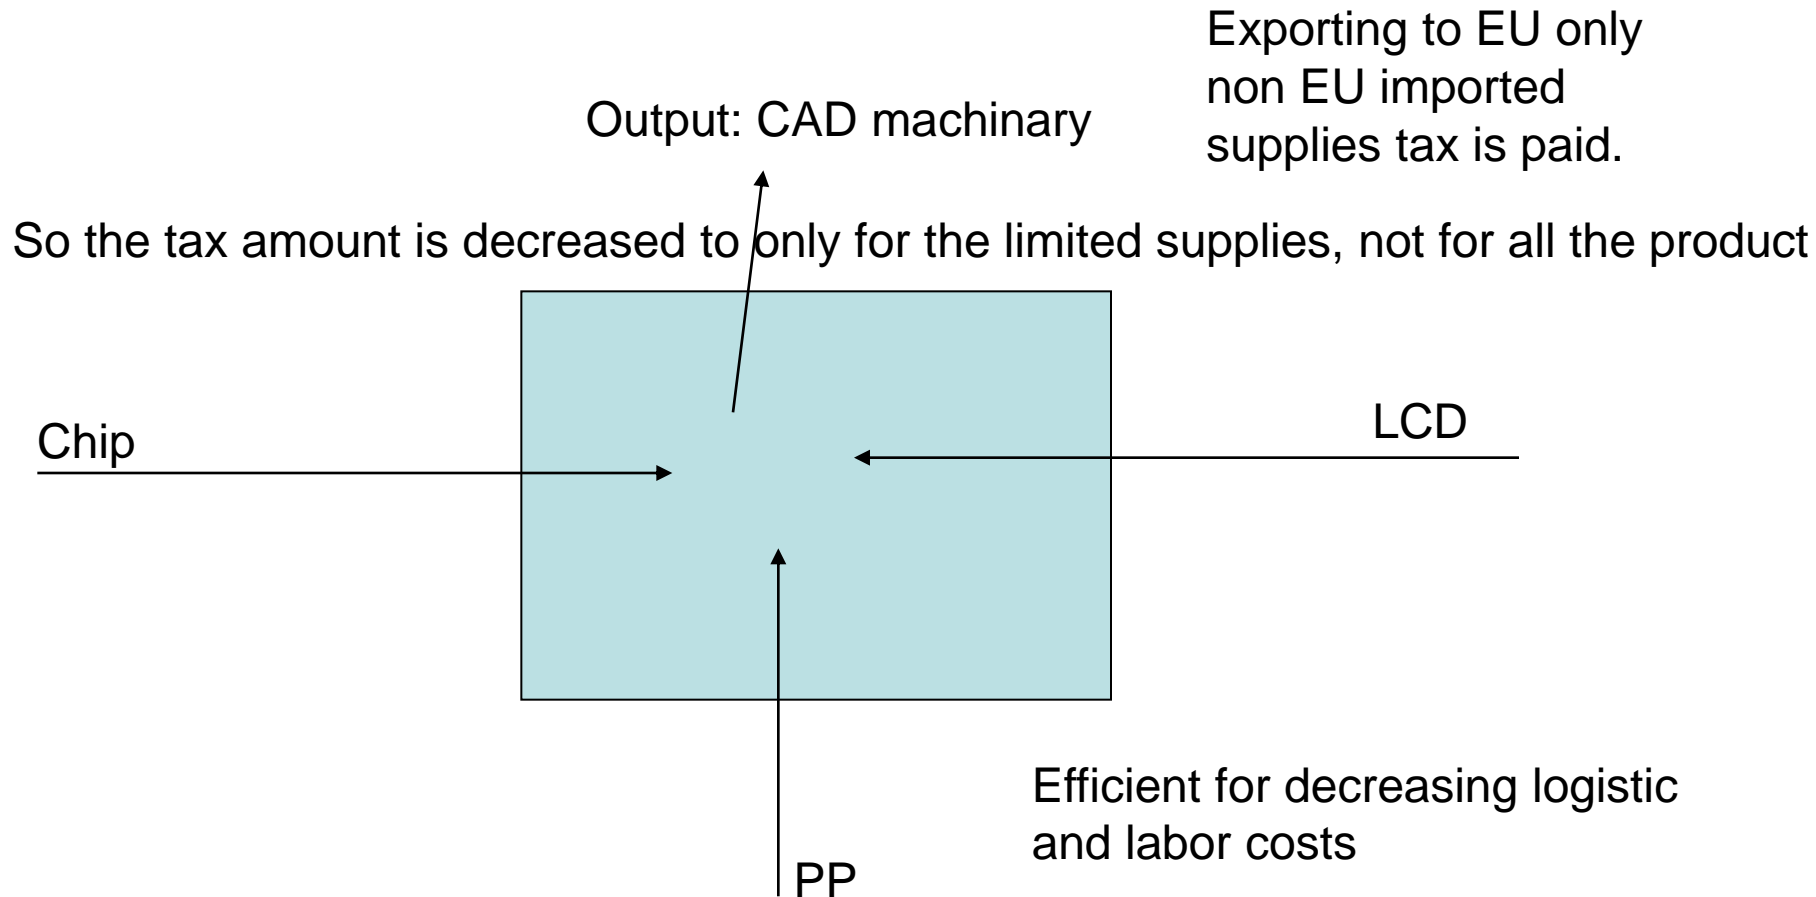 Exporting to EU only
non EU imported
supplies tax is paid.
Output: CAD machinary
So the tax amount is decreased to only for the limited supplies, not for all the product
Chip
LCD
Efficient for decreasing logistic
and labor costs
PP